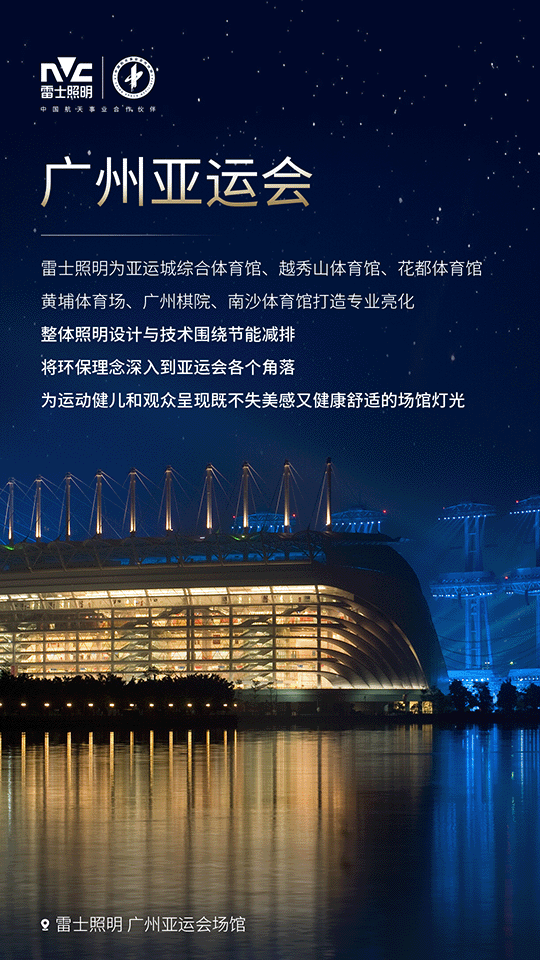 NVC
雷士照明
中国航天事业合作伙伴
广州亚运会
雷士照明为亚运城综合体育馆、越秀山体育馆、花都体育馆
黄埔体育场、广州棋院、南沙体育馆打造专业亮化
整体照明设计与技术围绕节能减排
将环保理念深入到亚运会各个角落
为运动健儿和观众呈现既不失美感又健康舒适的场馆灯光
雷士照明 广州亚运会场馆